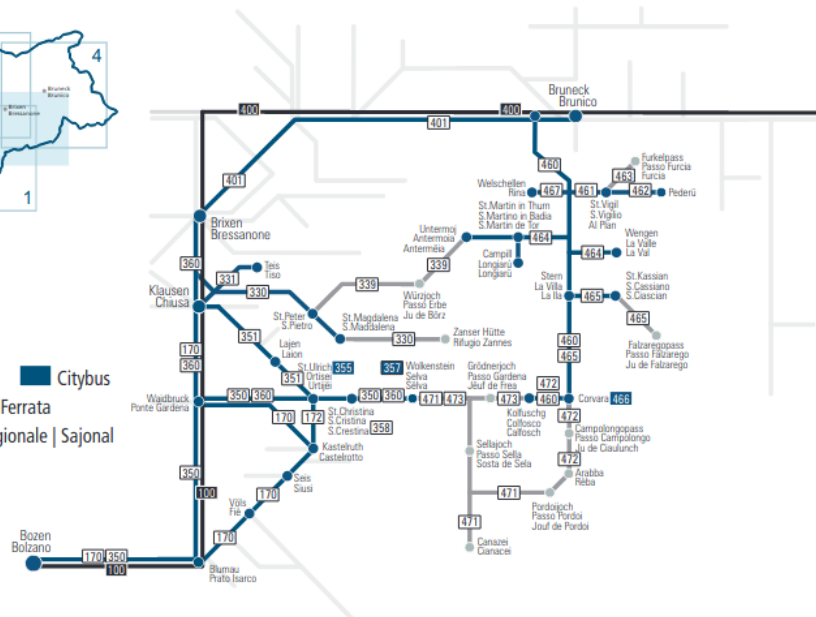 4
Bruneck
Brunico
Brixen
Bressanone
1
Citybus
Ferrata
gionale | Sajonal
400
400
Bruneck
Brunico
401
401
460
Furkelpass
Passo Furcia
Furcia
463
Welschellen
Rina
467
461
462
Pederü
St.Vigil
S.Vigilio
Al Plan
St.Martin in Thurn
S.Martino in Badia
S.Martin de Tor
Untermoj
Antermoia
Antermëia
464
Wengen
La Valle
La Val
464
Campill
Longiarù
Longiarü
Brixen
Bressanone
360
Teis
Tiso
331
339
339
Klausen
Chiusa
330
Würzjoch
Passo Erbe
Ju de Börz
Stern
La Villa
La Ila
465
St.Kassian
S.Cassiano
S.Ciascian
465
St.Peter
S.Pietro
St.Magdalena
S.Maddalena
330
Zanser Hütte
Rifugio Zannes
Falzaregopass
Passo Falzarego
Ju de Falzarego
351
170
360
Lajen
Laion
460
465
351
St.Ulrich
Ortisei
Urtijëi
355
357
Wolkenstein
Selva
Sëlva
Grödnerjoch
Passo Gardena
Jëuf de Frea
472
Waidbruck
Ponte Gardena
350
360
350
360
471
473
473
460
Corvara
466
170
172
St.Christina
S.Cristina
S.Crestina
358
Kolfuschg
Colfosco
Calfosch
472
Campolongopass
Passo Campolongo
Ju de Ciaulunch
Kastelruth
Castelrotto
Sellajoch
Passo Sella
Sosta de Sela
472
Arabba
Rèba
350
100
Seis
Siusi
170
471
Völs
Fiè
Pordoijoch
Passo Pordoi
Jouf de Pordoi
471
170
Canazei
Cianacei
Bozen
Bolzano
170
350
100
Blumau
Prato Isarco